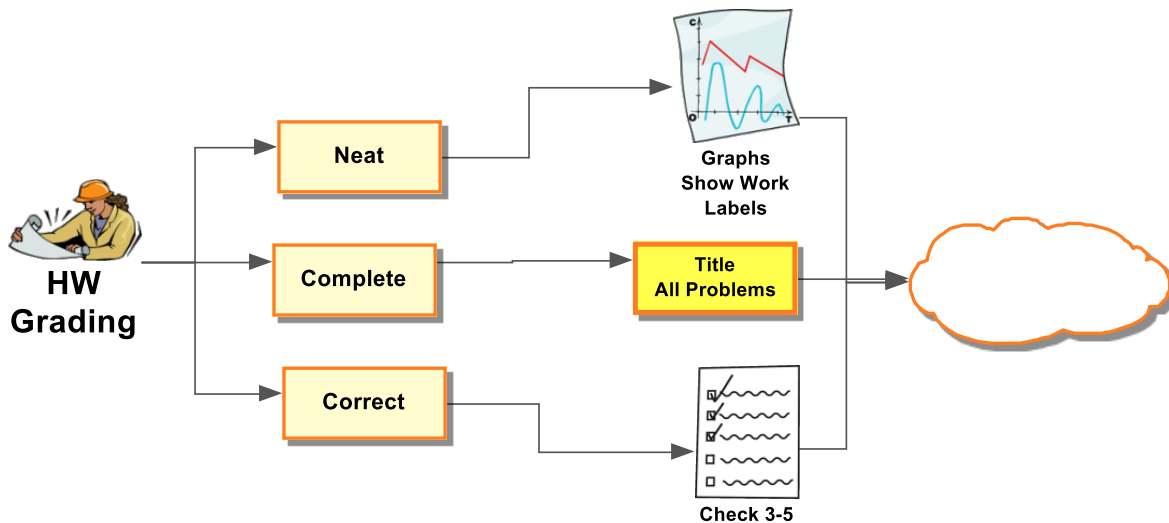 HW
Grading
Neat
Complete
Correct
C
O
T
Graphs
Show Work
Labels
Title
All Problems
Check 3-5